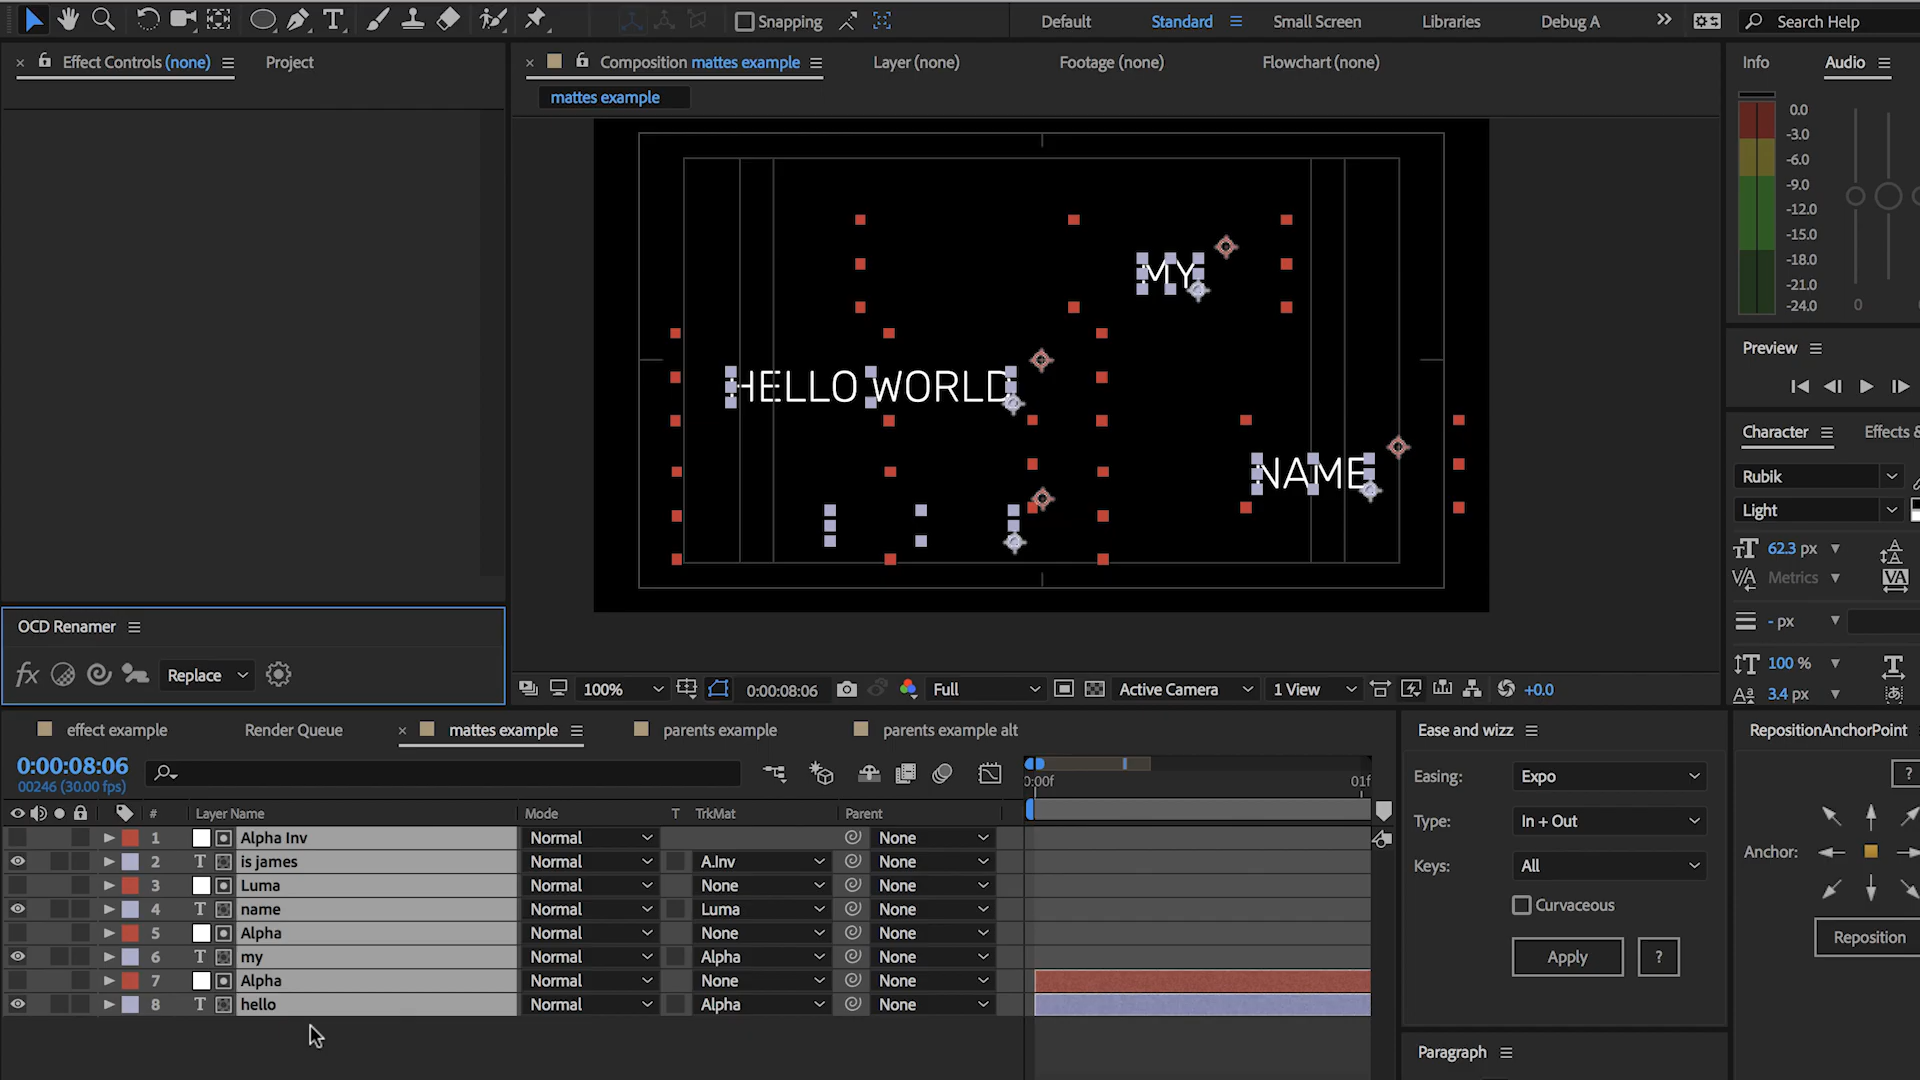 Snapping
Default
Standard
Small Screen
Libraries
Debug A
Search Help
Effect Controls (none)
Project
Composition mattes example
Layer (none)
Footage (none)
Flowchart (none)
Info
Audio
mattes example
0.0
-3.0
-6.0
-9.0
-12.0
-15.0
-18.0
-21.0
-24.0
0
MY
HELLO WORLD
NAME
Preview
Character
Effects &
Rubik
Light
62.3 px
Metrics
- px
100 %
3.4 px
OCD Renamer
fx
Replace
100%
0:00:08:06
Full
Active Camera
1 View
+0.0
effect example
Render Queue
mattes example
parents example
parents example alt
0:00:08:06
00246 (30.00 fps)
0:00f
01f
# Layer Name Mode T TrkMat Parent
1 Alpha Inv Normal None
2 T is james Normal A.Inv None
3 Luma Normal None None
4 T name Normal Luma None
5 Alpha Normal None None
6 T my Normal Alpha None
7 Alpha Normal None None
8 T hello Normal Alpha None
Ease and wizz
Easing: Expo
Type: In + Out
Keys: All
Curvaceous
Apply
?
Paragraph
RepositionAnchorPoint
?
Anchor:
Reposition